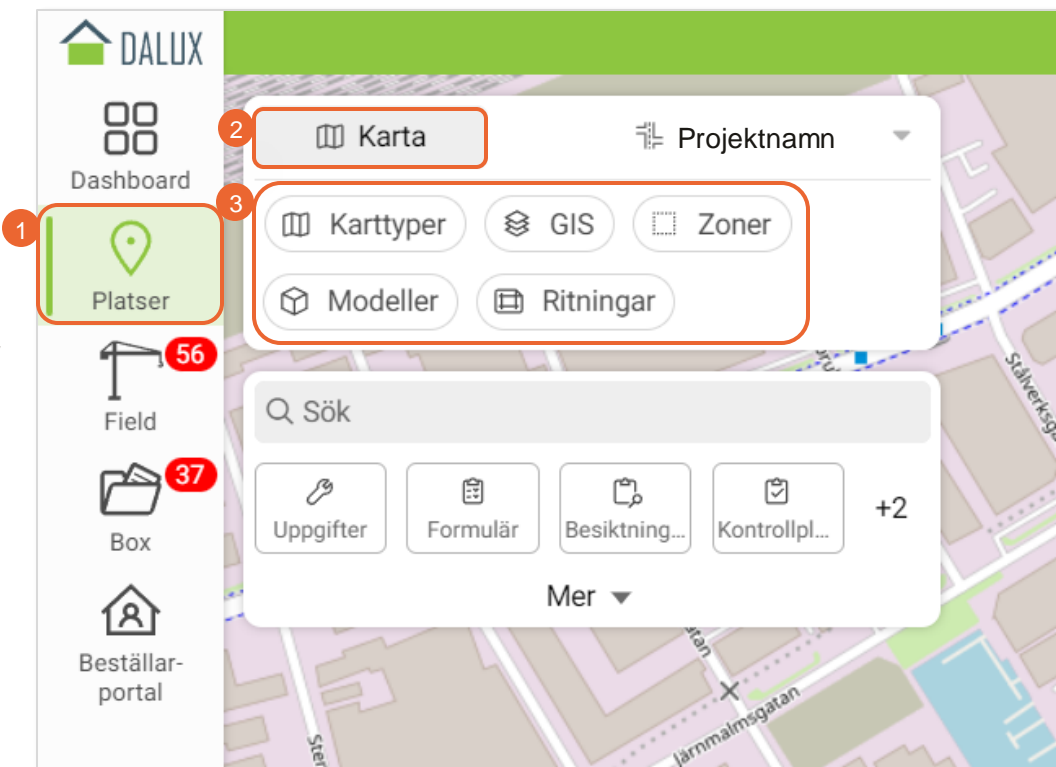 DALUX
Dashboard
1
Platser
56
Field
37
Box
Beställar-
portal
2
Karta
Projektnamn
3
Karttyper
GIS
Zoner
Modeller
Ritningar
Sök
Uppgifter
Formulär
Besiktning...
Kontrollpl...
+2
Mer
Järnmalmsgatan